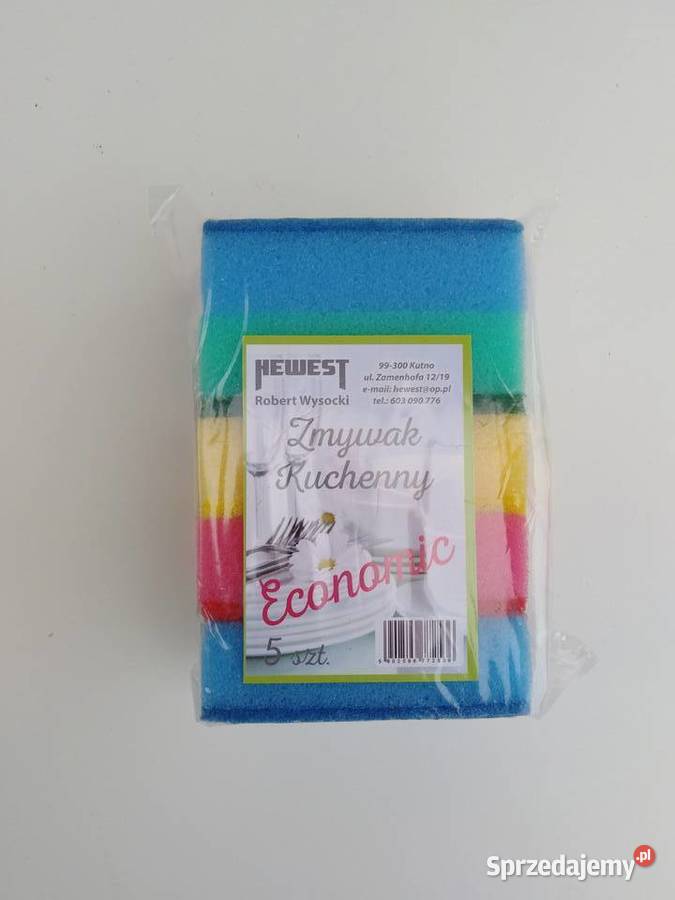 HEWEST
Robert Wysocki
99-300 Kutno
ul. Zamenhofa 12/19
e-mail: hewest@op.pl
tel.: 603 090 776
Zmywak
Kuchenny
Economic
5 szt.
Sprzedajemy.pl